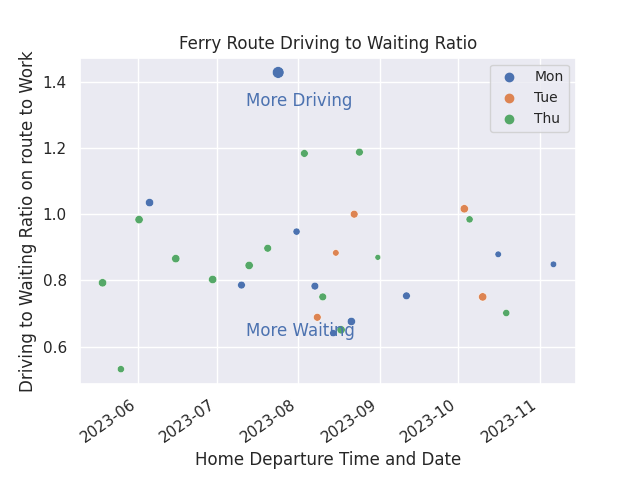 Ferry Route Driving to Waiting Ratio
Driving to Waiting Ratio on route to Work
1.4
1.2
1.0
0.8
0.6
More Driving
More Waiting
Mon
Tue
Thu
2023-06
2023-07
2023-08
2023-09
2023-10
2023-11
Home Departure Time and Date